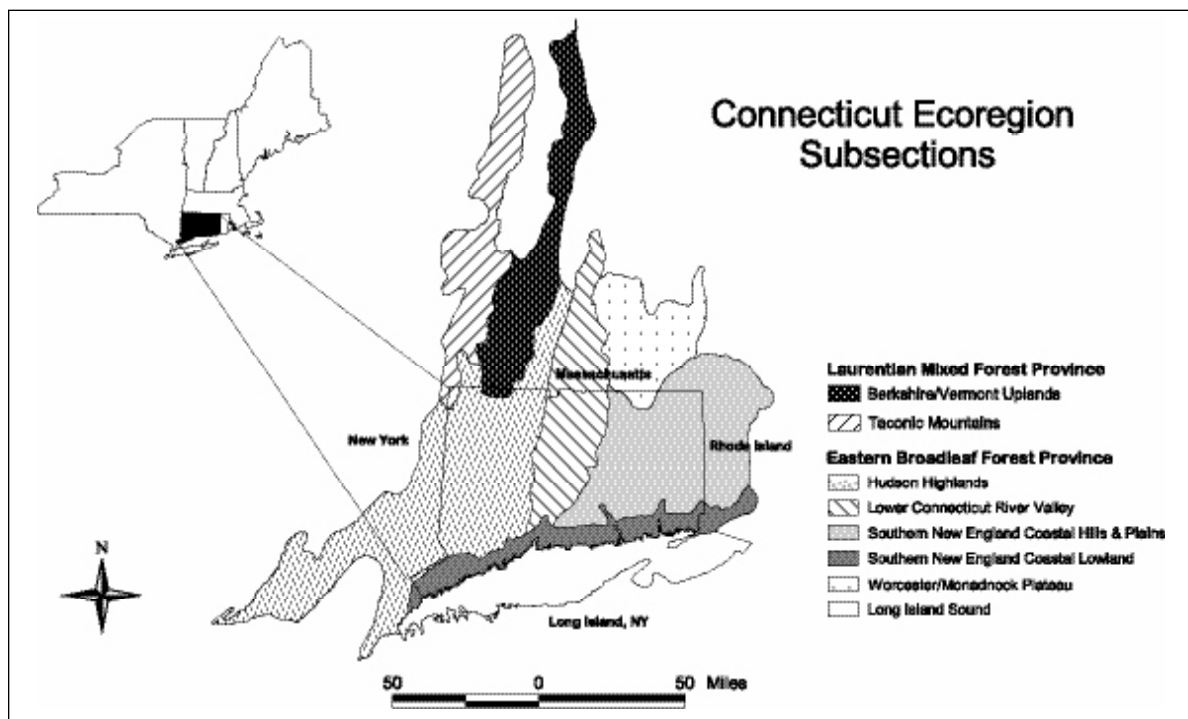 Connecticut Ecoregion
Subsections
Massachusetts
New York
Rhode Island
Laurentian Mixed Forest Province
Berkshire/Vermont Uplands
Taconic Mountains
Eastern Broadleaf Forest Province
Hudson Highlands
Lower Connecticut River Valley
Southern New England Coastal Hills & Plains
Southern New England Coastal Lowland
Worcester/Monadnock Plateau
Long Island Sound
N
Long Island, NY
50 0 50 Miles